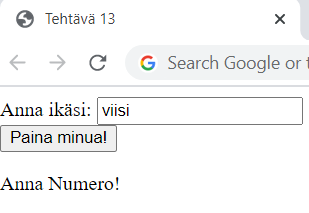 Tehtävä 13
Search Google or
Anna ikäsi: viisi
Paina minua!
Anna Numero!